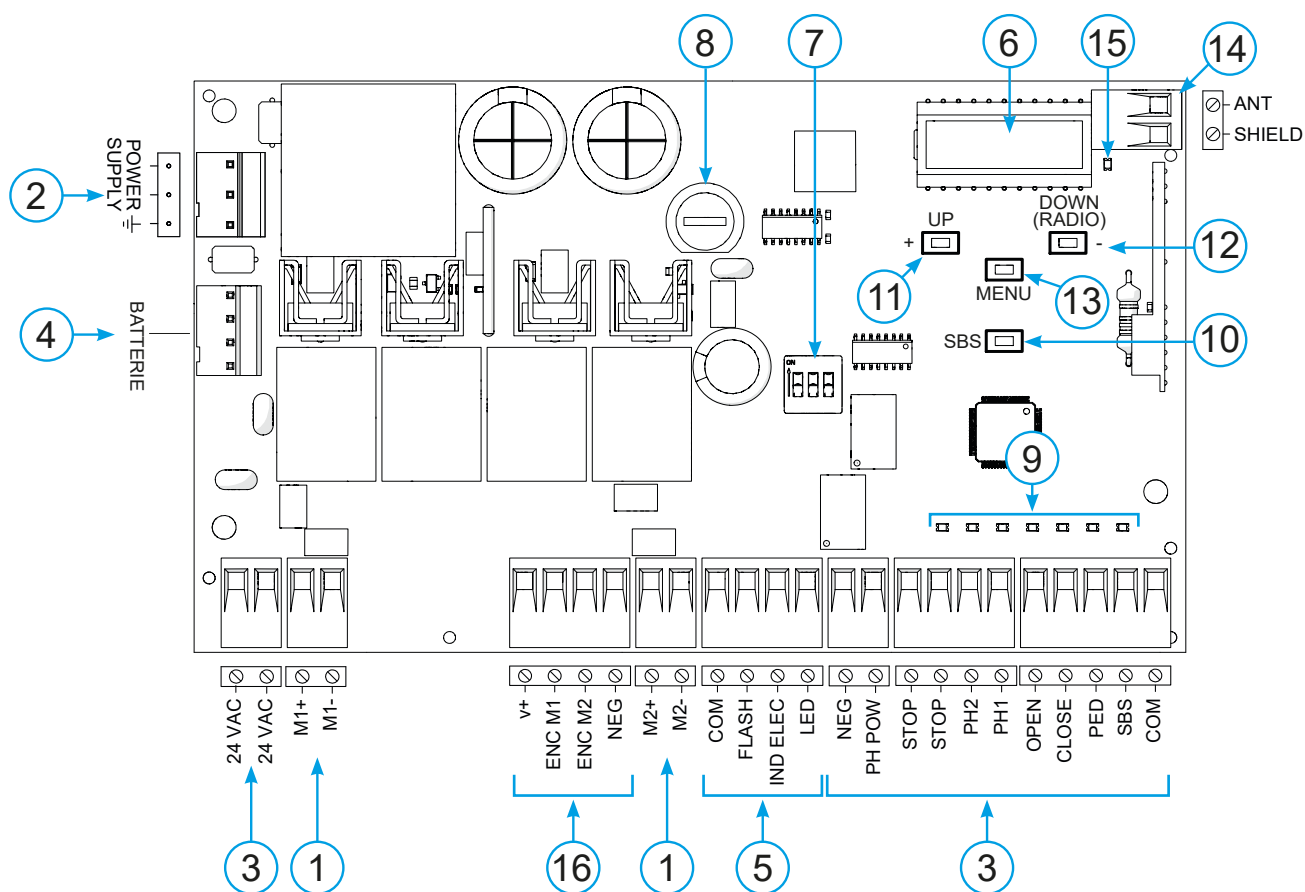 8
7
6
15
14
ANT
SHIELD
POWER
SUPPLY
2
UP
+
DOWN
(RADIO)
-
12
11
MENU
13
4
BATTERIE
SBS
10
ON
9
24 VAC
24 VAC
M1+
M1-
v+
ENC M1
ENC M2
NEG
M2+
M2-
COM
FLASH
IND ELEC
LED
NEG
PH POW
STOP
STOP
PH2
PH1
OPEN
CLOSE
PED
SBS
COM
3
1
16
1
5
3